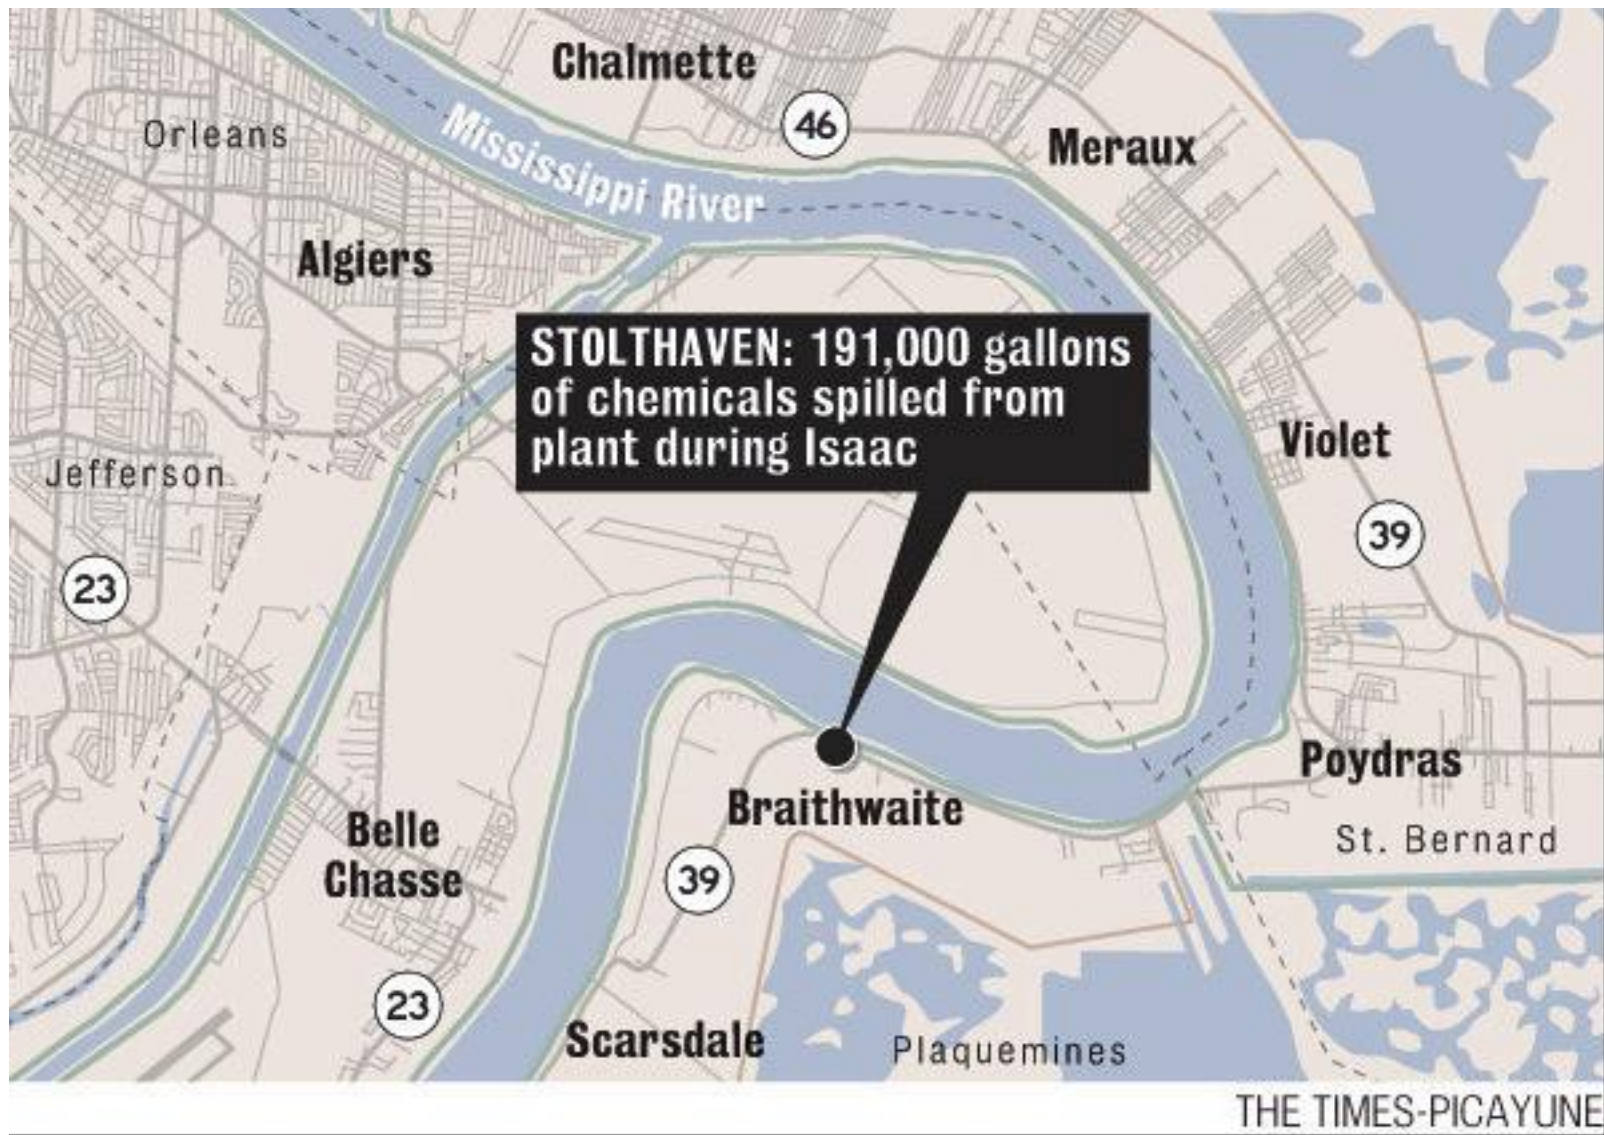 Chalmette
46
Orleans
Meraux
Mississippi River
Algiers
STOLTHAVEN: 191,000 gallons
of chemicals spilled from
plant during Isaac
Violet
Jefferson
39
23
Poydras
Braithwaite
Belle
Chasse
St. Bernard
39
23
Scarsdale
Plaquemines
THE TIMES-PICAYUNE